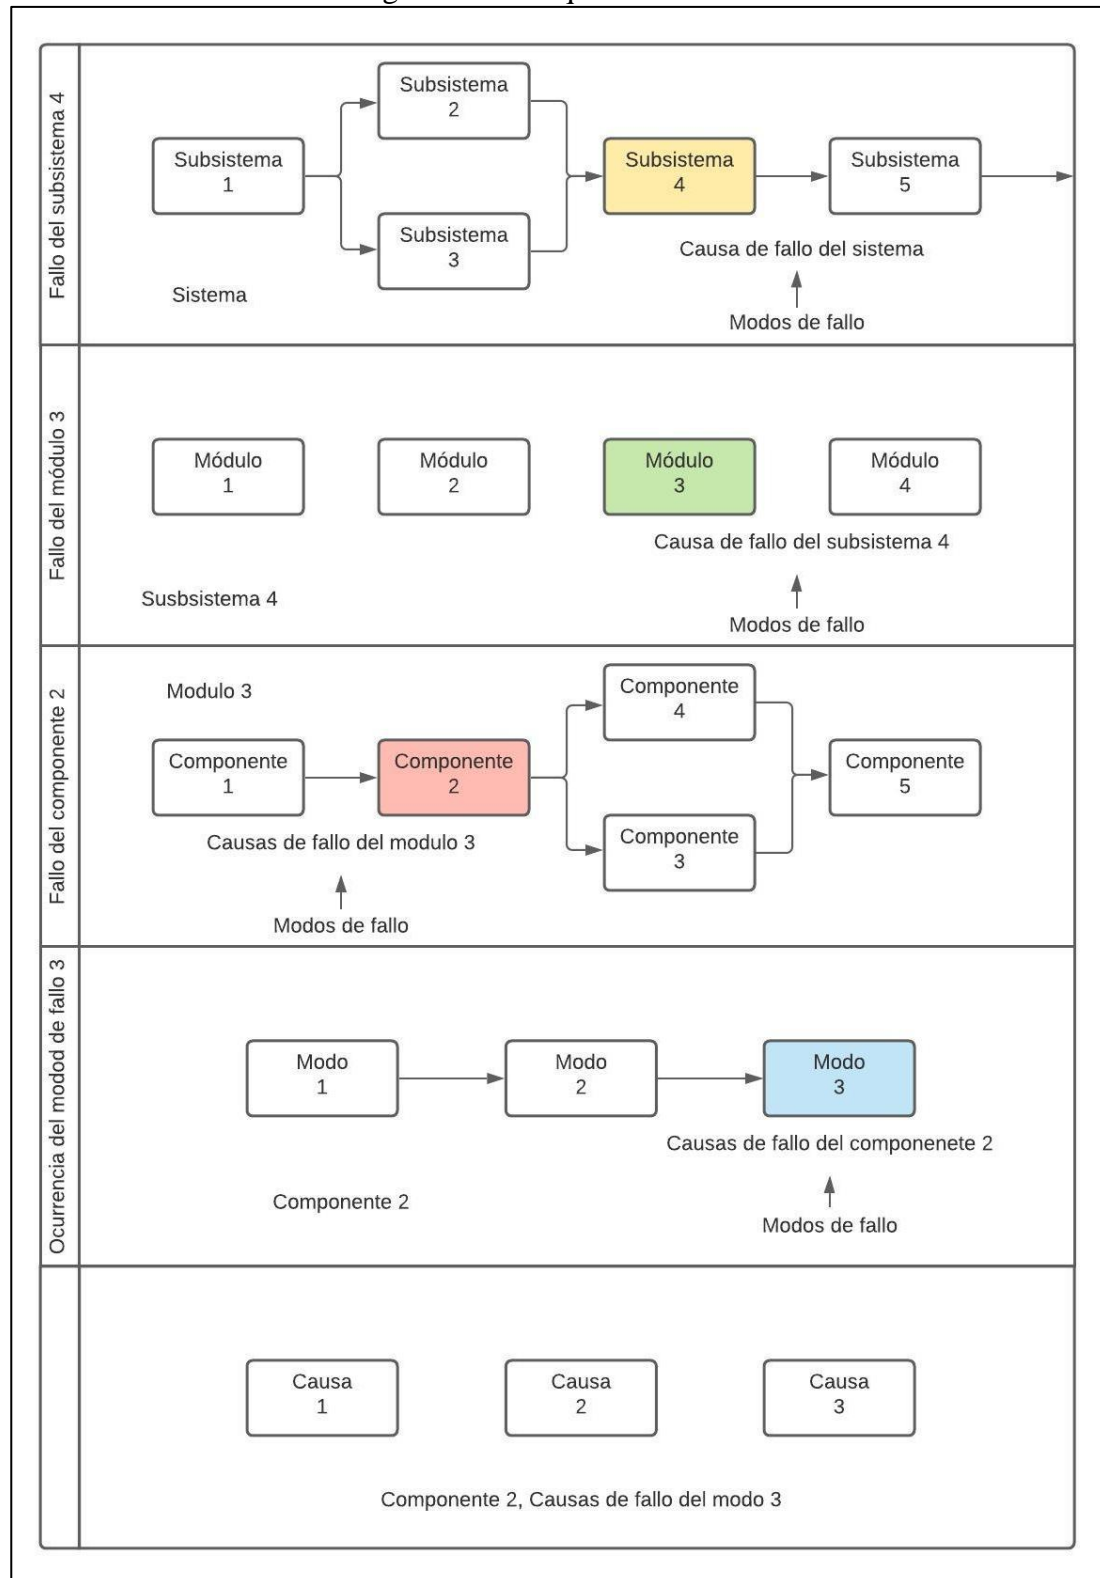 Fallo del subsistema 4
Subsistema
1
Subsistema
2
Subsistema
3
Subsistema
4
Subsistema
5
Causa de fallo del sistema
Sistema
Modos de fallo
Fallo del módulo 3
Módulo
1
Módulo
2
Módulo
3
Módulo
4
Causa de fallo del subsistema 4
Susbsistema 4
Modos de fallo
Fallo del componente 2
Modulo 3
Componente
1
Componente
2
Componente
4
Componente
3
Componente
5
Causas de fallo del modulo 3
Modos de fallo
Ocurrencia del modod de fallo 3
Modo
1
Modo
2
Modo
3
Causas de fallo del componenete 2
Componente 2
Modos de fallo
Causa
1
Causa
2
Causa
3
Componente 2, Causas de fallo del modo 3